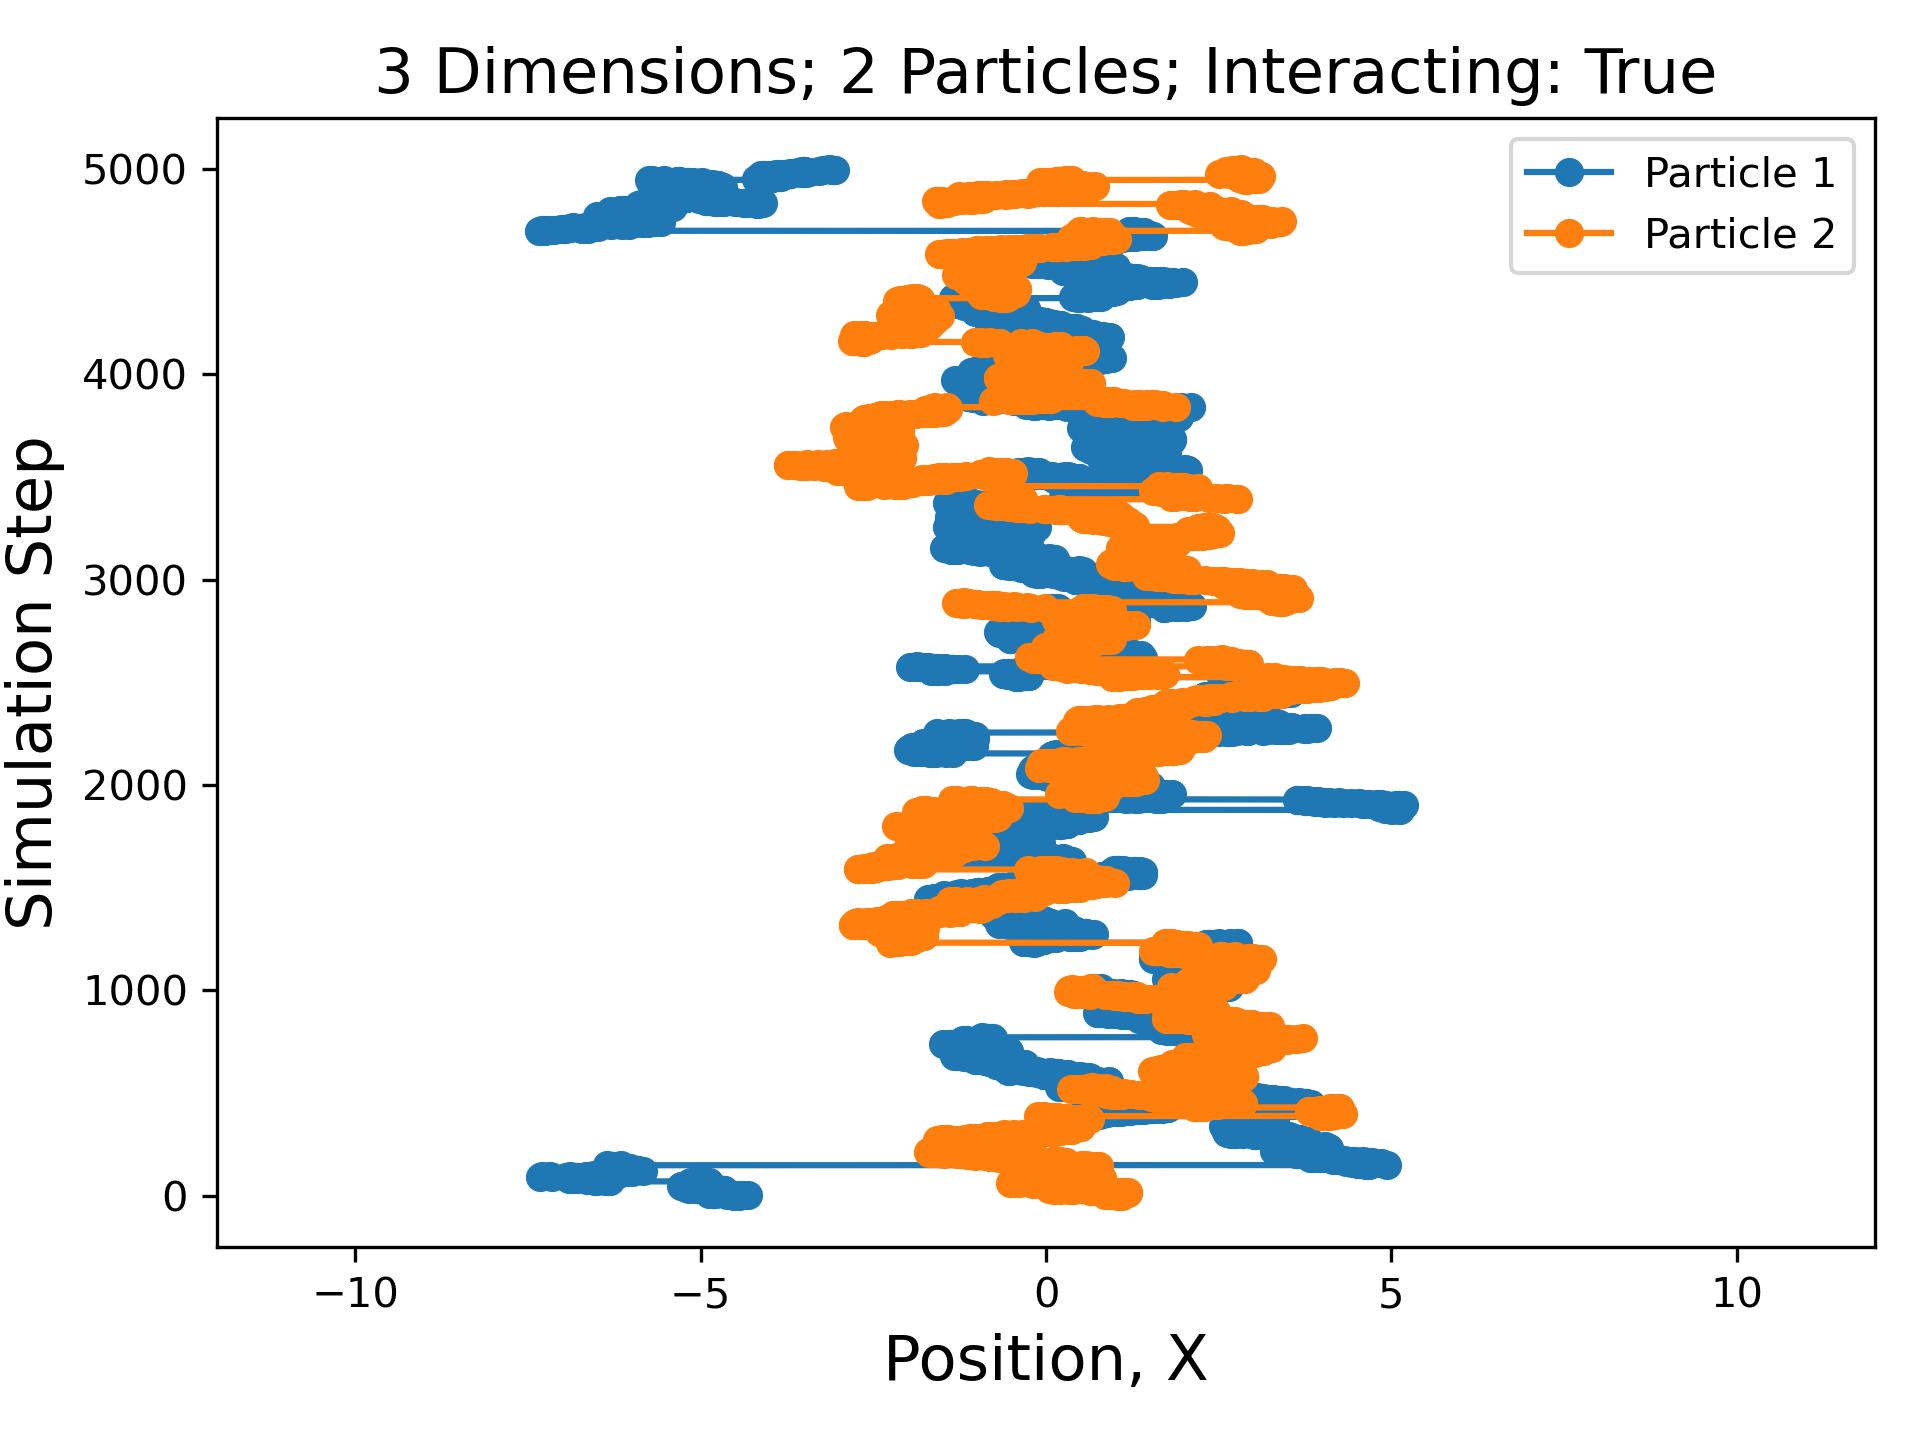 3 Dimensions; 2 Particles; Interacting: True
Particle 1
Particle 2
Simulation Step
5000
4000
3000
2000
1000
0
−10
−5
0
5
10
Position, X